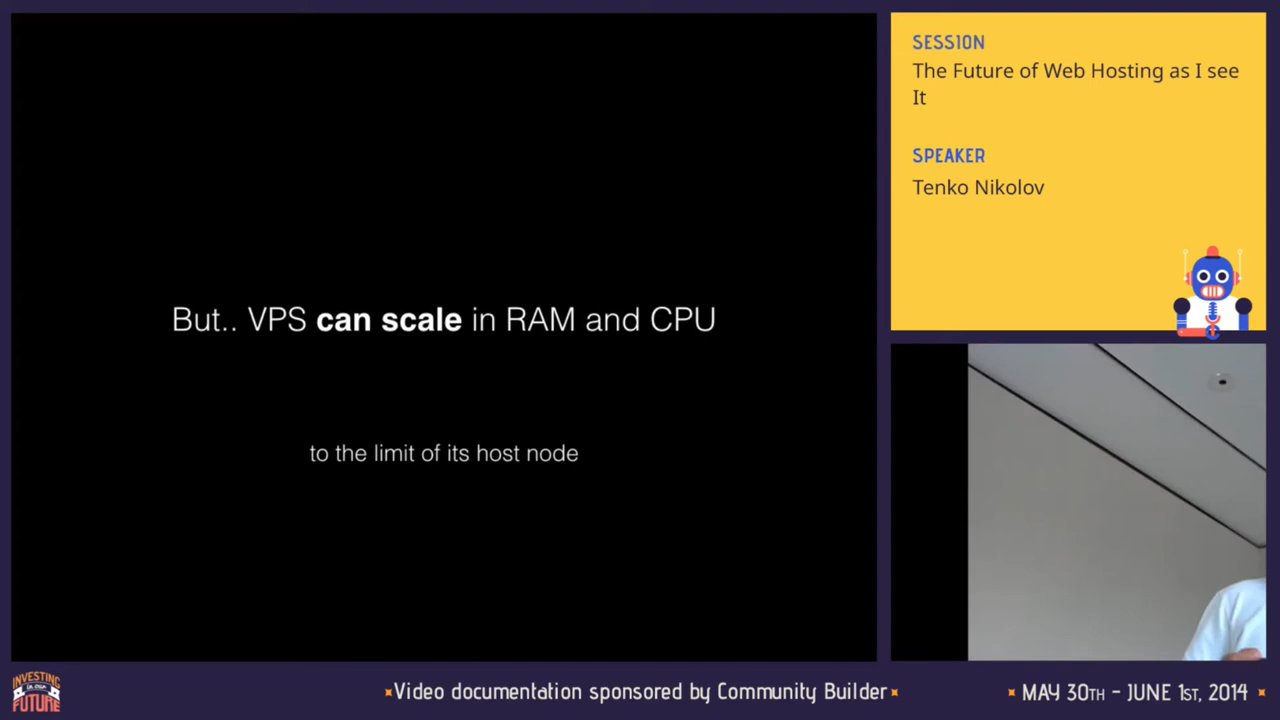 But.. VPS can scale in RAM and CPU
to the limit of its host node
SESSION
The Future of Web Hosting as I see
It
SPEAKER
Tenko Nikolov
INVESTING
IN OUR
FUTURE
Video documentation sponsored by Community Builder
MAY 30TH - JUNE 1ST, 2014